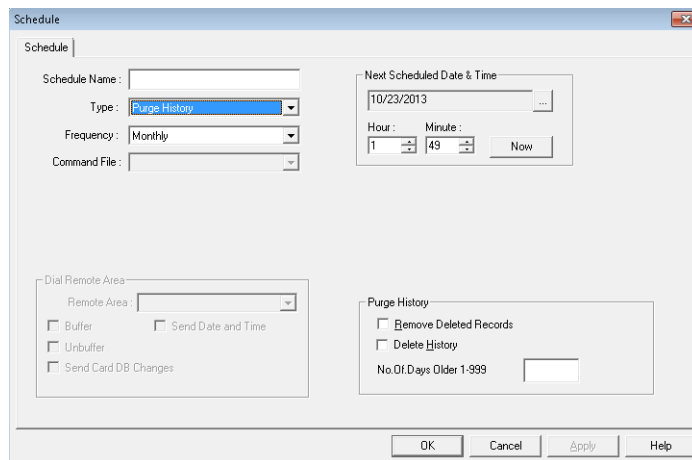 Schedule
Schedule
Schedule Name :
Type : Purge History
Frequency : Monthly
Command File :
Next Scheduled Date & Time
10/23/2013 ...
Hour : Minute :
1 49 Now
Dial Remote Area
Remote Area :
Buffer Send Date and Time
Unbuffer
Send Card DB Changes
Purge History
Remove Deleted Records
Delete History
No.Of.Days Older 1-999
OK Cancel Apply Help